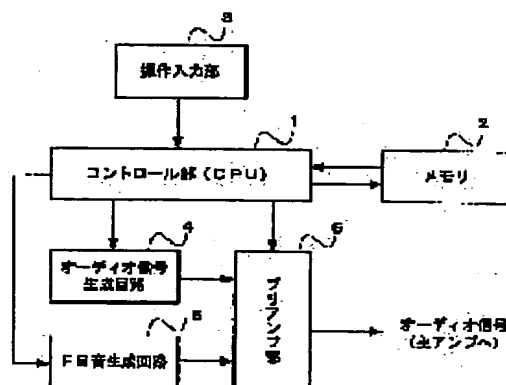 3
操作入力部
1
コントロール部(CPU)
2
メモリ
4
オーディオ信号
生成回路
6
プリアンプ部
オーディオ信号
(主アンプへ)
5
FB音生成回路